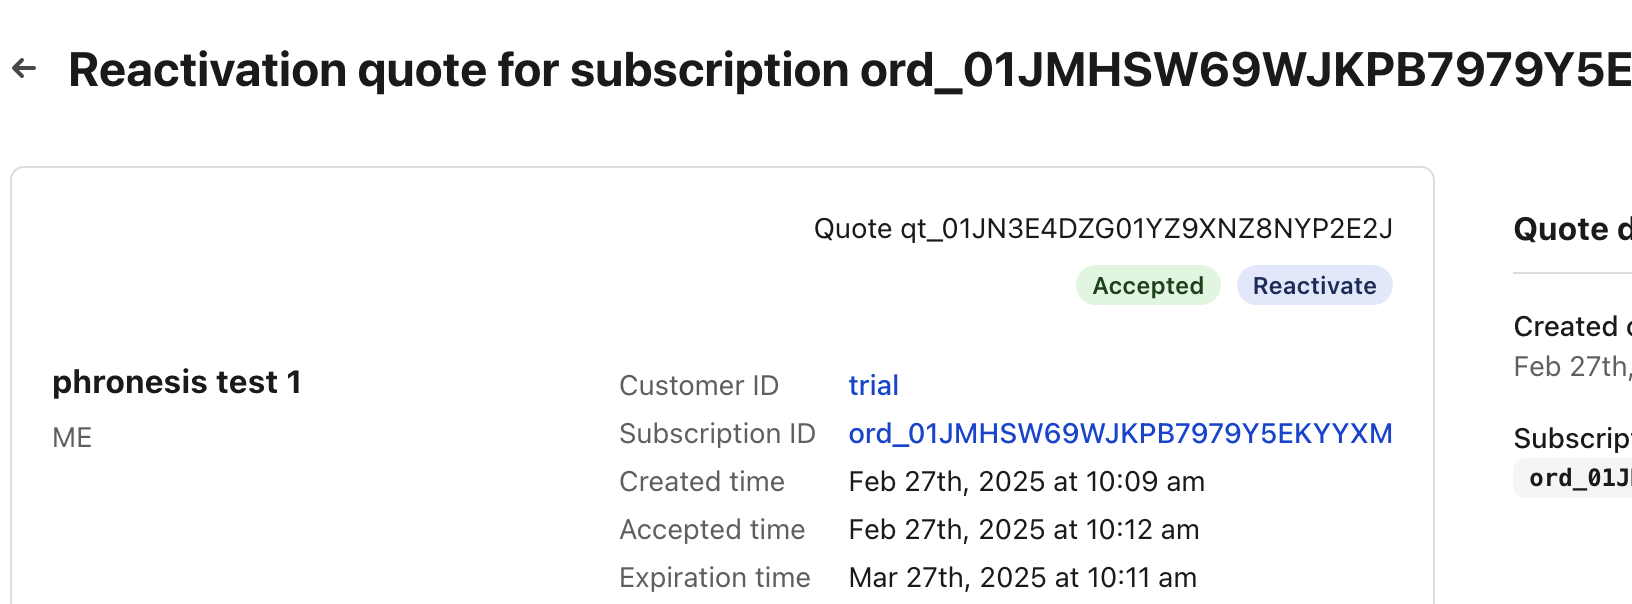 ← Reactivation quote for subscription ord_01JMHSW69WJKPB7979Y5E
Quote qt_01JN3E4DZG01YZ9XNZ8NYP2E2J
Accepted Reactivate
phronesis test 1
ME
Customer ID trial
Subscription ID ord_01JMHSW69WJKPB7979Y5EKYYXM
Created time Feb 27th, 2025 at 10:09 am
Accepted time Feb 27th, 2025 at 10:12 am
Expiration time Mar 27th, 2025 at 10:11 am
Quote d
Created
Feb 27th,
Subscrip
ord_01J